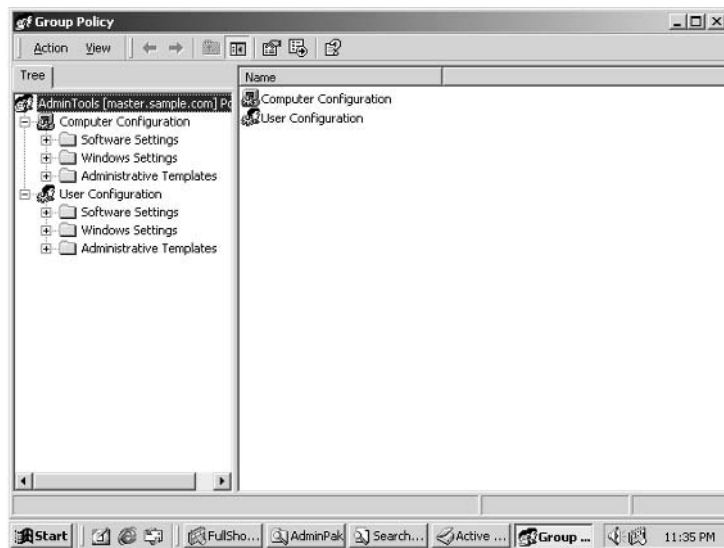 Group Policy
Action View
Tree
Name
AdminTools [master.sample.com] Po
Computer Configuration
Software Settings
Windows Settings
Administrative Templates
User Configuration
Software Settings
Windows Settings
Administrative Templates
Computer Configuration
User Configuration
Start FullSho... AdminPak Search... Active ... Group ... 11:35 PM